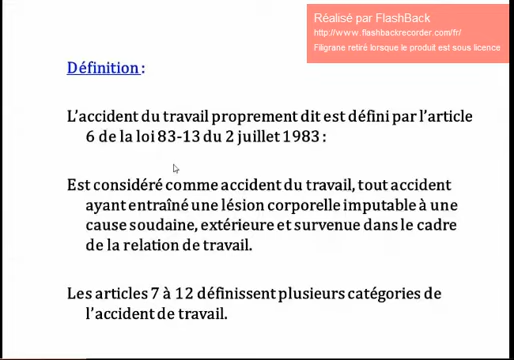 Réalisé par FlashBack
http://www.flashbackrecorder.com/fr/
Filigrane retiré lorsque le produit est sous licence
Définition :
L'accident du travail proprement dit est défini par l'article
6 de la loi 83-13 du 2 juillet 1983 :
Est considéré comme accident du travail, tout accident
ayant entraîné une lésion corporelle imputable à une
cause soudaine, extérieure et survenue dans le cadre
de la relation de travail.
Les articles 7 à 12 définissent plusieurs catégories de
l'accident de travail.